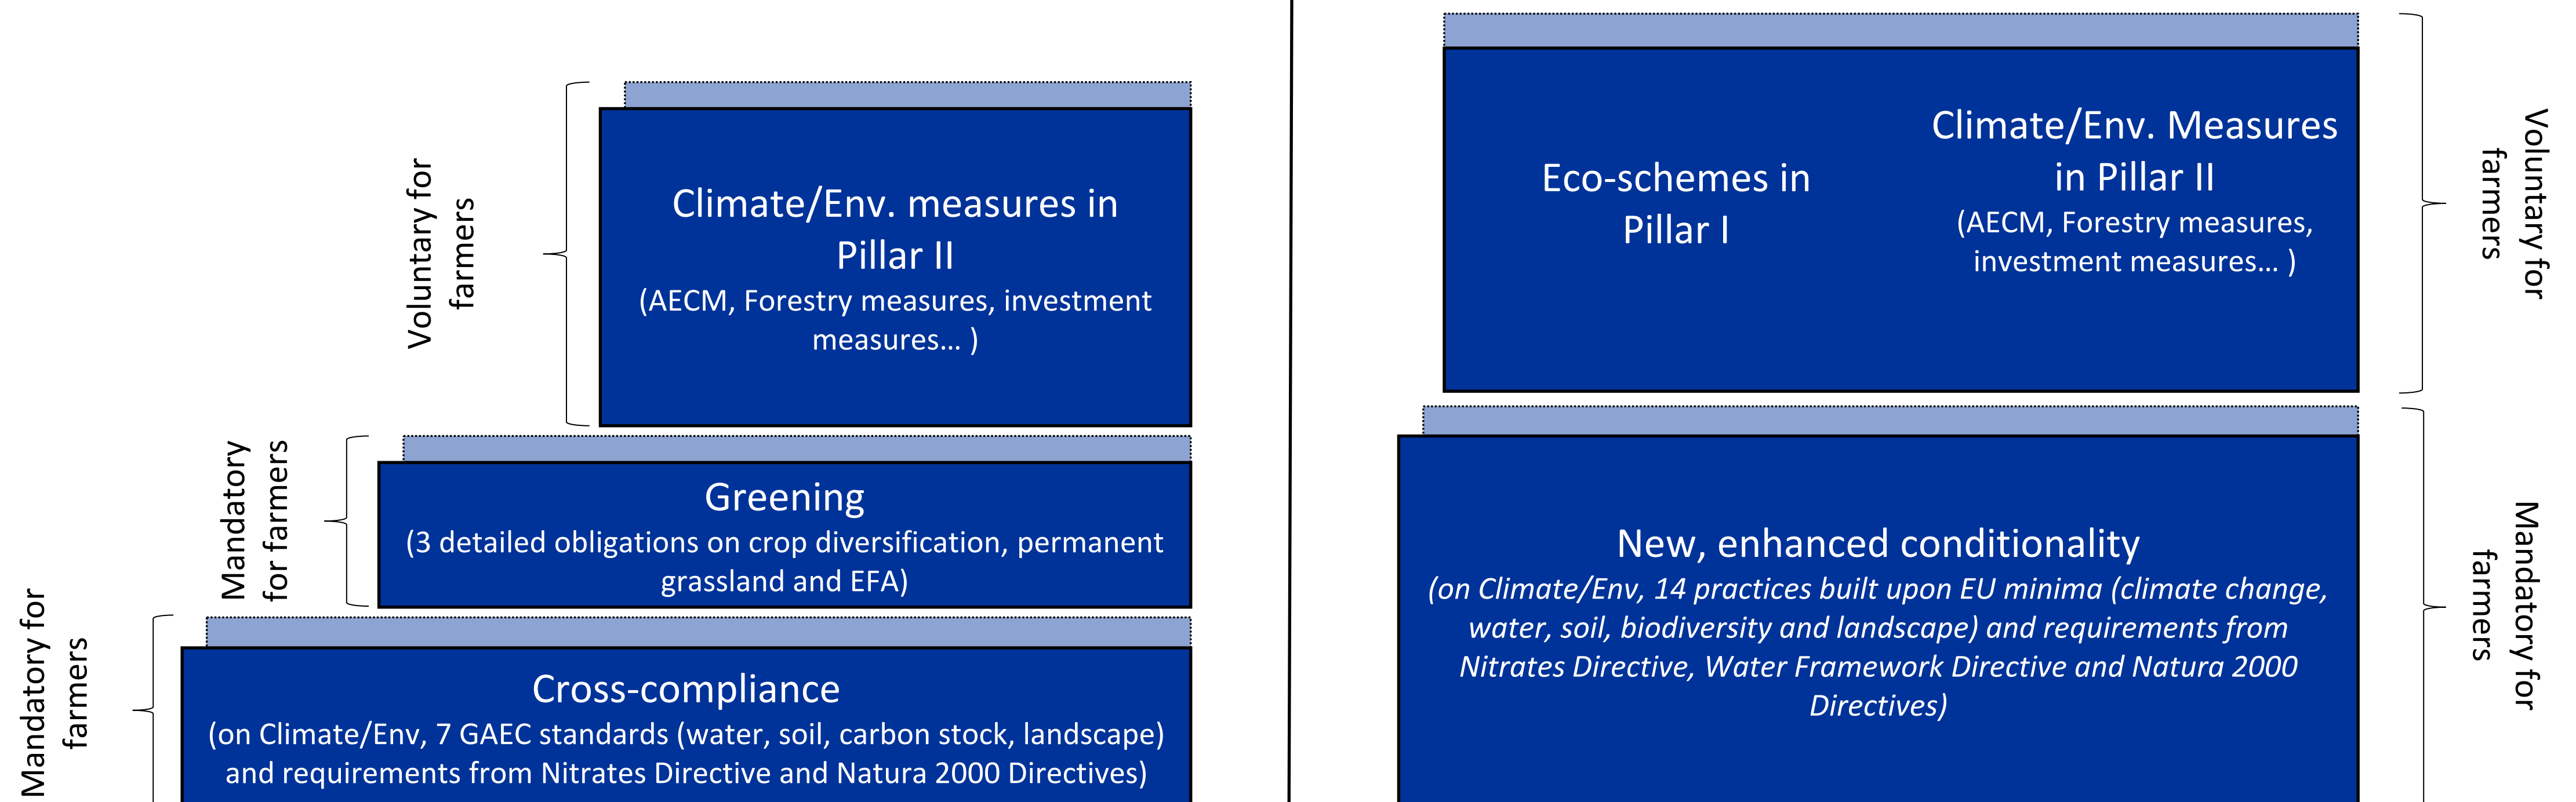 Voluntary for
farmers
Climate/Env. measures in
Pillar II
(AECM, Forestry measures, investment
measures... )
Mandatory
for farmers
Greening
(3 detailed obligations on crop diversification, permanent
grassland and EFA)
Mandatory for
farmers
Cross-compliance
(on Climate/Env, 7 GAEC standards (water, soil, carbon stock, landscape)
and requirements from Nitrates Directive and Natura 2000 Directives)
Eco-schemes in
Pillar I
Climate/Env. Measures
in Pillar II
(AECM, Forestry measures,
investment measures... )
Voluntary for
farmers
New, enhanced conditionality
(on Climate/Env, 14 practices built upon EU minima (climate change,
water, soil, biodiversity and landscape) and requirements from
Nitrates Directive, Water Framework Directive and Natura 2000
Directives)
Mandatory for
farmers